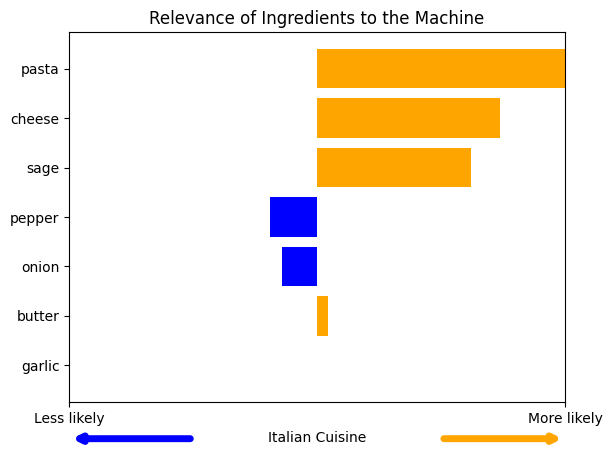 Relevance of Ingredients to the Machine
pasta
cheese
sage
pepper
onion
butter
garlic
Less likely
More likely
Italian Cuisine